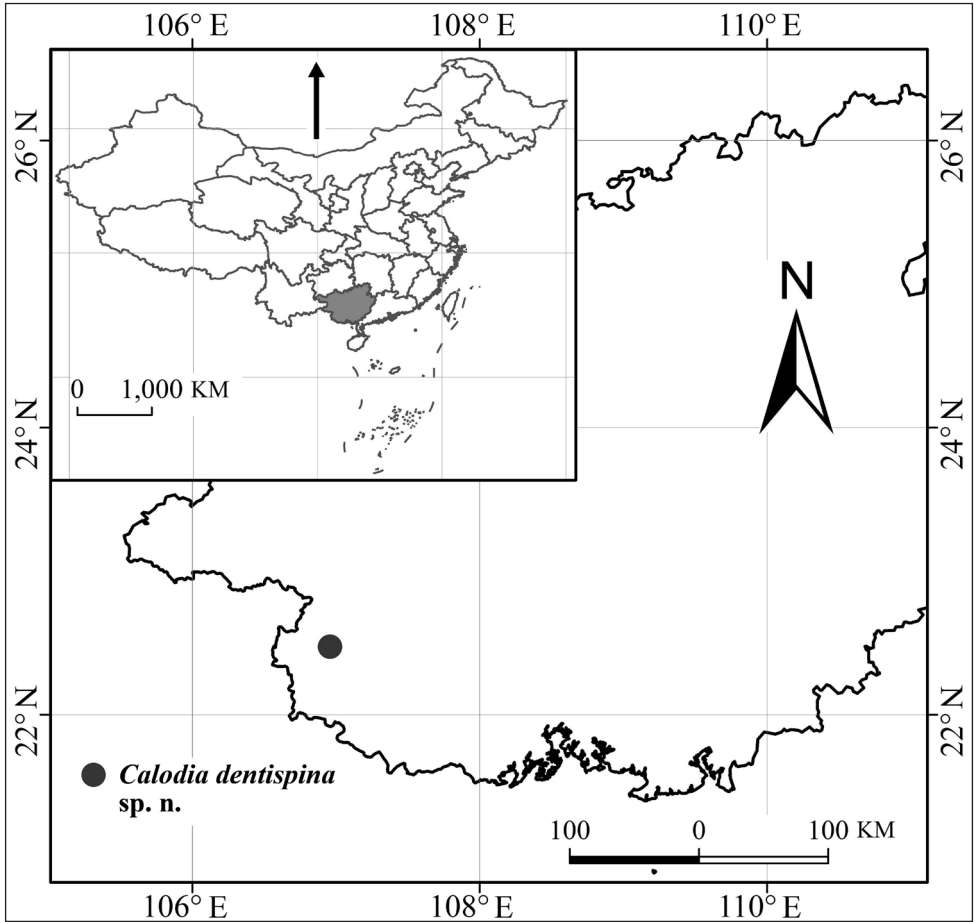 106° E 108° E 110° E
26° N 26° N
N
0 1,000 KM
24° N 24° N
22° N 22° N
Calodia dentispina
sp. n.
100 0 100 KM
106° E 108° E 110° E